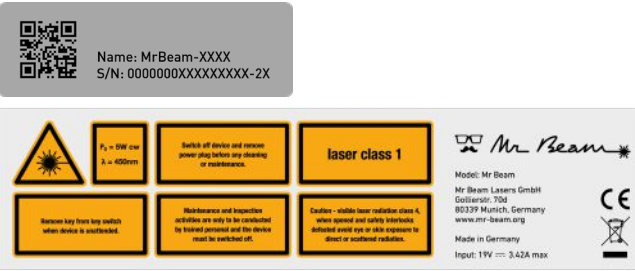 Name: MrBeam-XXXX
S/N: 0000000XXXXXXXXX-2X
P₀ = 5W cw
λ = 450nm
Switch off device and remove
power plug before any cleaning
or maintenance.
laser class 1
Remove key from key switch
when device is unattended.
Maintenance and inspection
activities are only to be conducted
by trained personal and the device
must be switched off.
Caution - visible laser radiation class 4,
when opened and safety interlocks
defeated avoid eye or skin exposure to
direct or scattered radiation.
Mr Beam
Model: Mr Beam
Mr Beam Lasers GmbH
Gollierstr. 70d
80339 Munich, Germany
www.mr-beam.org
Made in Germany
Input: 19V ⎓ 3.42A max
CE